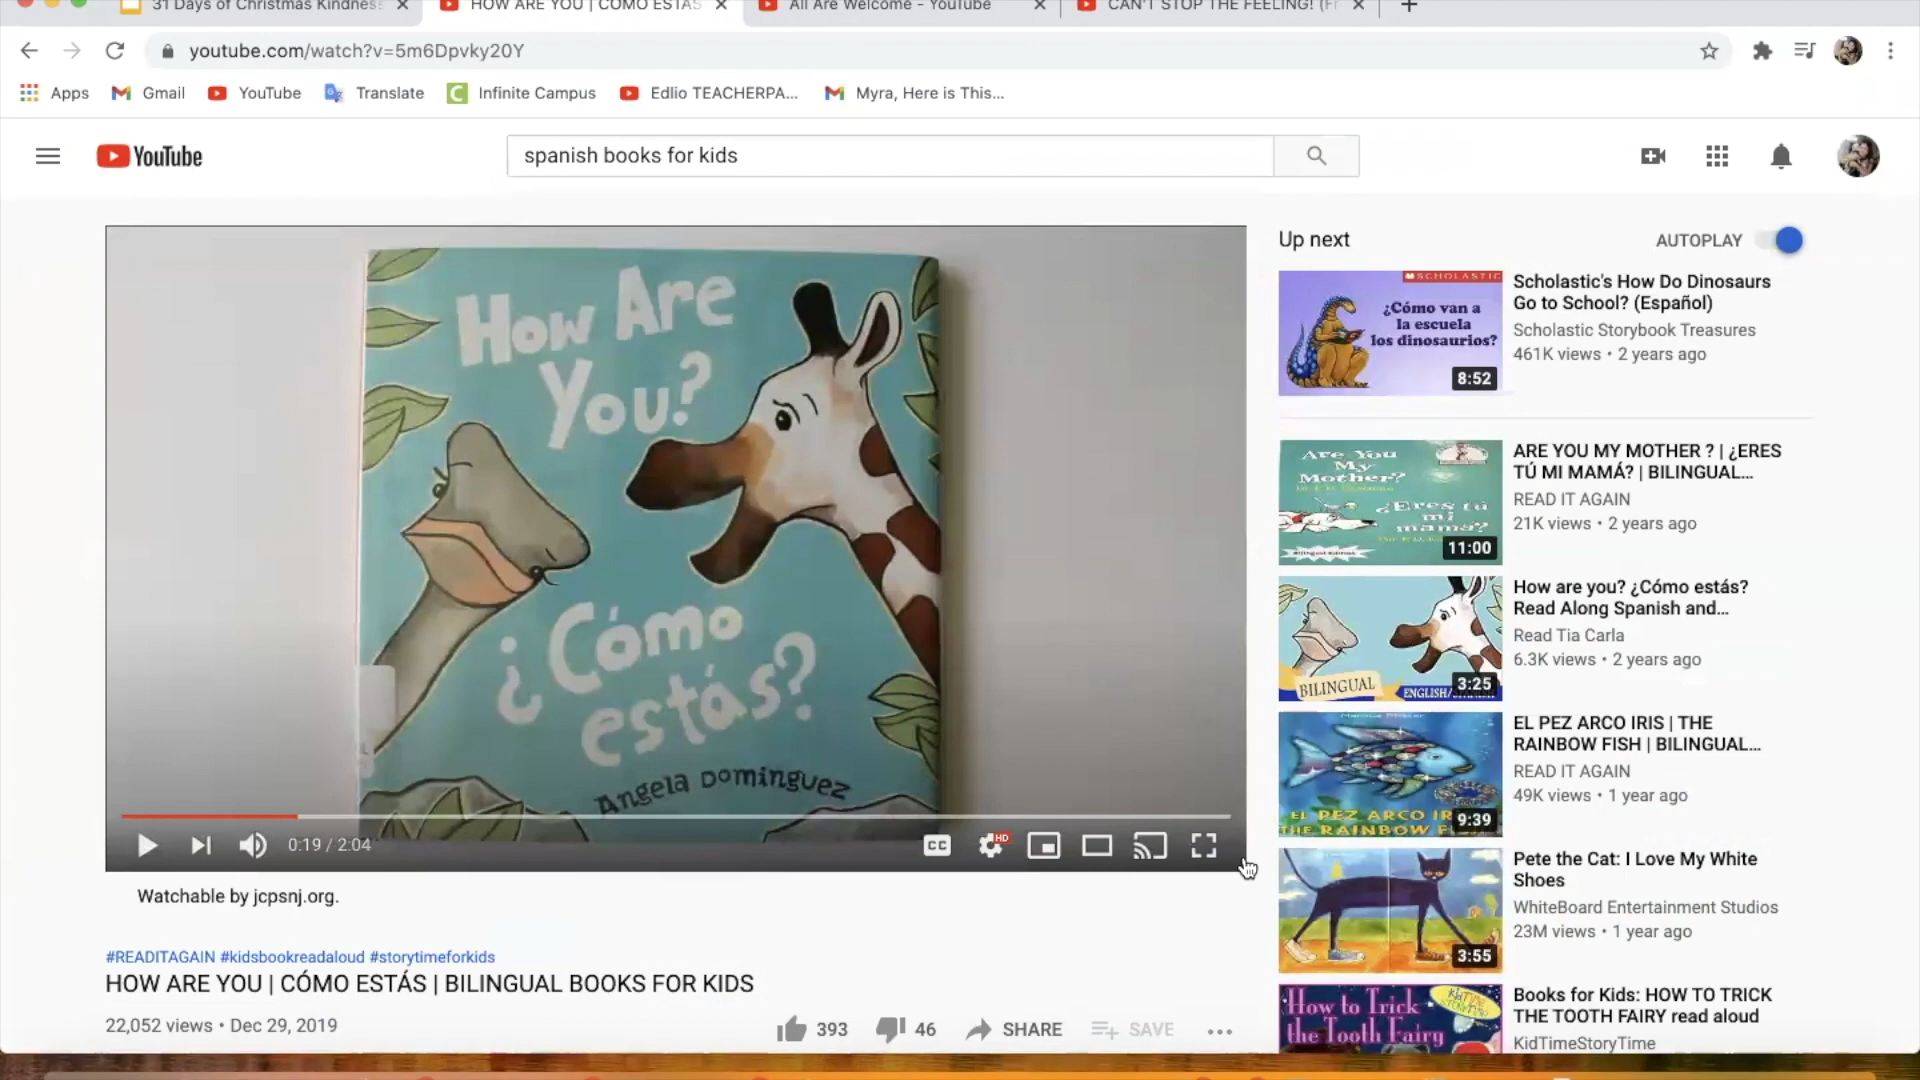 31 Days of Christmas Kindness
HOW ARE YOU | CÓMO ESTÁS
All Are Welcome - YouTube
CAN'T STOP THE FEELING! (Fr
youtube.com/watch?v=5m6Dpvky20Y
Apps
Gmail
YouTube
Translate
Infinite Campus
Edlio TEACHERPA...
Myra, Here is This...
YouTube
spanish books for kids
How Are
You?
¿Cómo
estás?
Angela Dominguez
0:19 / 2:04
CC
HD
Watchable by jcpsnj.org.
#READITAGAIN #kidsbookreadaloud #storytimeforkids
HOW ARE YOU | CÓMO ESTÁS | BILINGUAL BOOKS FOR KIDS
22,052 views • Dec 29, 2019
393
46
SHARE
SAVE
Up next
AUTOPLAY
SCHOLASTIC
¿Cómo van a
la escuela
los dinosaurios?
8:52
Scholastic's How Do Dinosaurs
Go to School? (Español)
Scholastic Storybook Treasures
461K views • 2 years ago
Are You
My
Mother?
¿Eres tú
mi
mamá?
11:00
ARE YOU MY MOTHER ? | ¿ERES
TÚ MI MAMÁ? | BILINGUAL...
READ IT AGAIN
21K views • 2 years ago
BILINGUAL
3:25
How are you? ¿Cómo estás?
Read Along Spanish and...
Read Tia Carla
6.3K views • 2 years ago
EL PEZ ARCO
THE RAINBOW
9:39
EL PEZ ARCO IRIS | THE
RAINBOW FISH | BILINGUAL...
READ IT AGAIN
49K views • 1 year ago
3:55
Pete the Cat: I Love My White
Shoes
WhiteBoard Entertainment Studios
23M views • 1 year ago
How to Trick
the Tooth Fairy
KidTime
Books for Kids: HOW TO TRICK
THE TOOTH FAIRY read aloud
KidTimeStoryTime